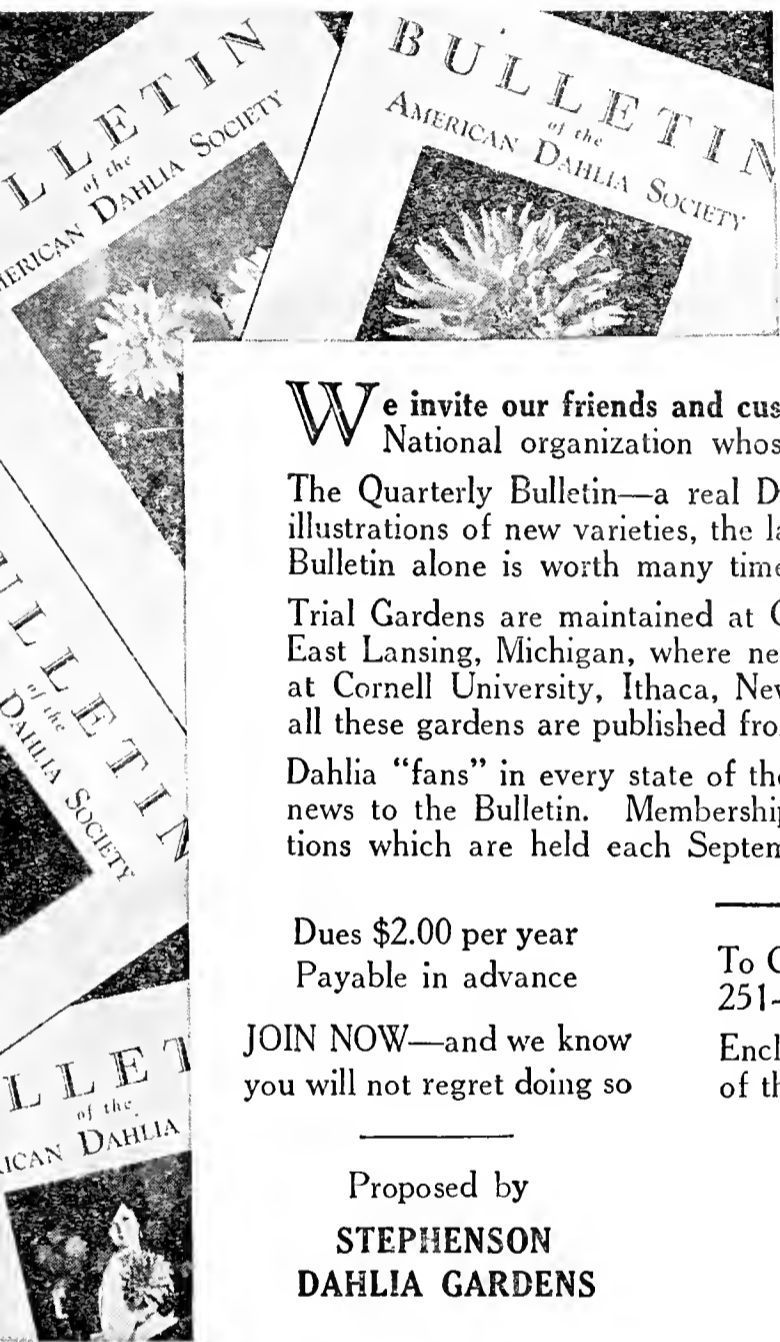 LLETIN
of the
AMERICAN DAHLIA SOCIETY
BULLETIN
of the
AMERICAN DAHLIA SOCIETY
We invite our friends and cus
National organization whos
The Quarterly Bulletin—a real D
illustrations of new varieties, the la
Bulletin alone is worth many time
Trial Gardens are maintained at C
East Lansing, Michigan, where ne
at Cornell University, Ithaca, New
all these gardens are published fro
Dahlia “fans” in every state of the
news to the Bulletin. Membership
tions which are held each Septem
Dues $2.00 per year
Payable in advance
JOIN NOW—and we know
you will not regret doing so
Proposed by
STEPHENSON
DAHLIA GARDENS
To C
251-
Encl
of th
ULLETIN
of the
DAHLIA SOCIETY
LLET
of the
ICAN DAHLIA